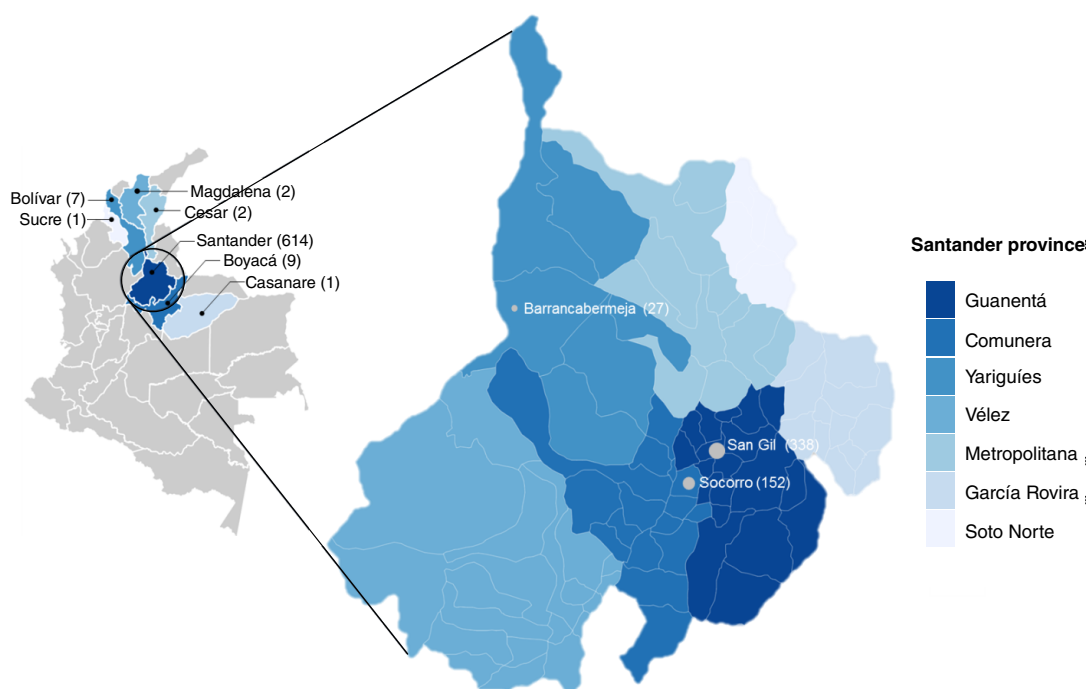 Magdalena (2)
Bolívar (7)
Cesar (2)
Sucre (1)
Santander (614)
Boyacá (9)
Casanare (1)
Barrancabermeja (27)
San Gil (338)
Socorro (152)
Santander province
Guanentá
Comunera
Yariguíes
Vélez
Metropolitana
García Rovira
Soto Norte